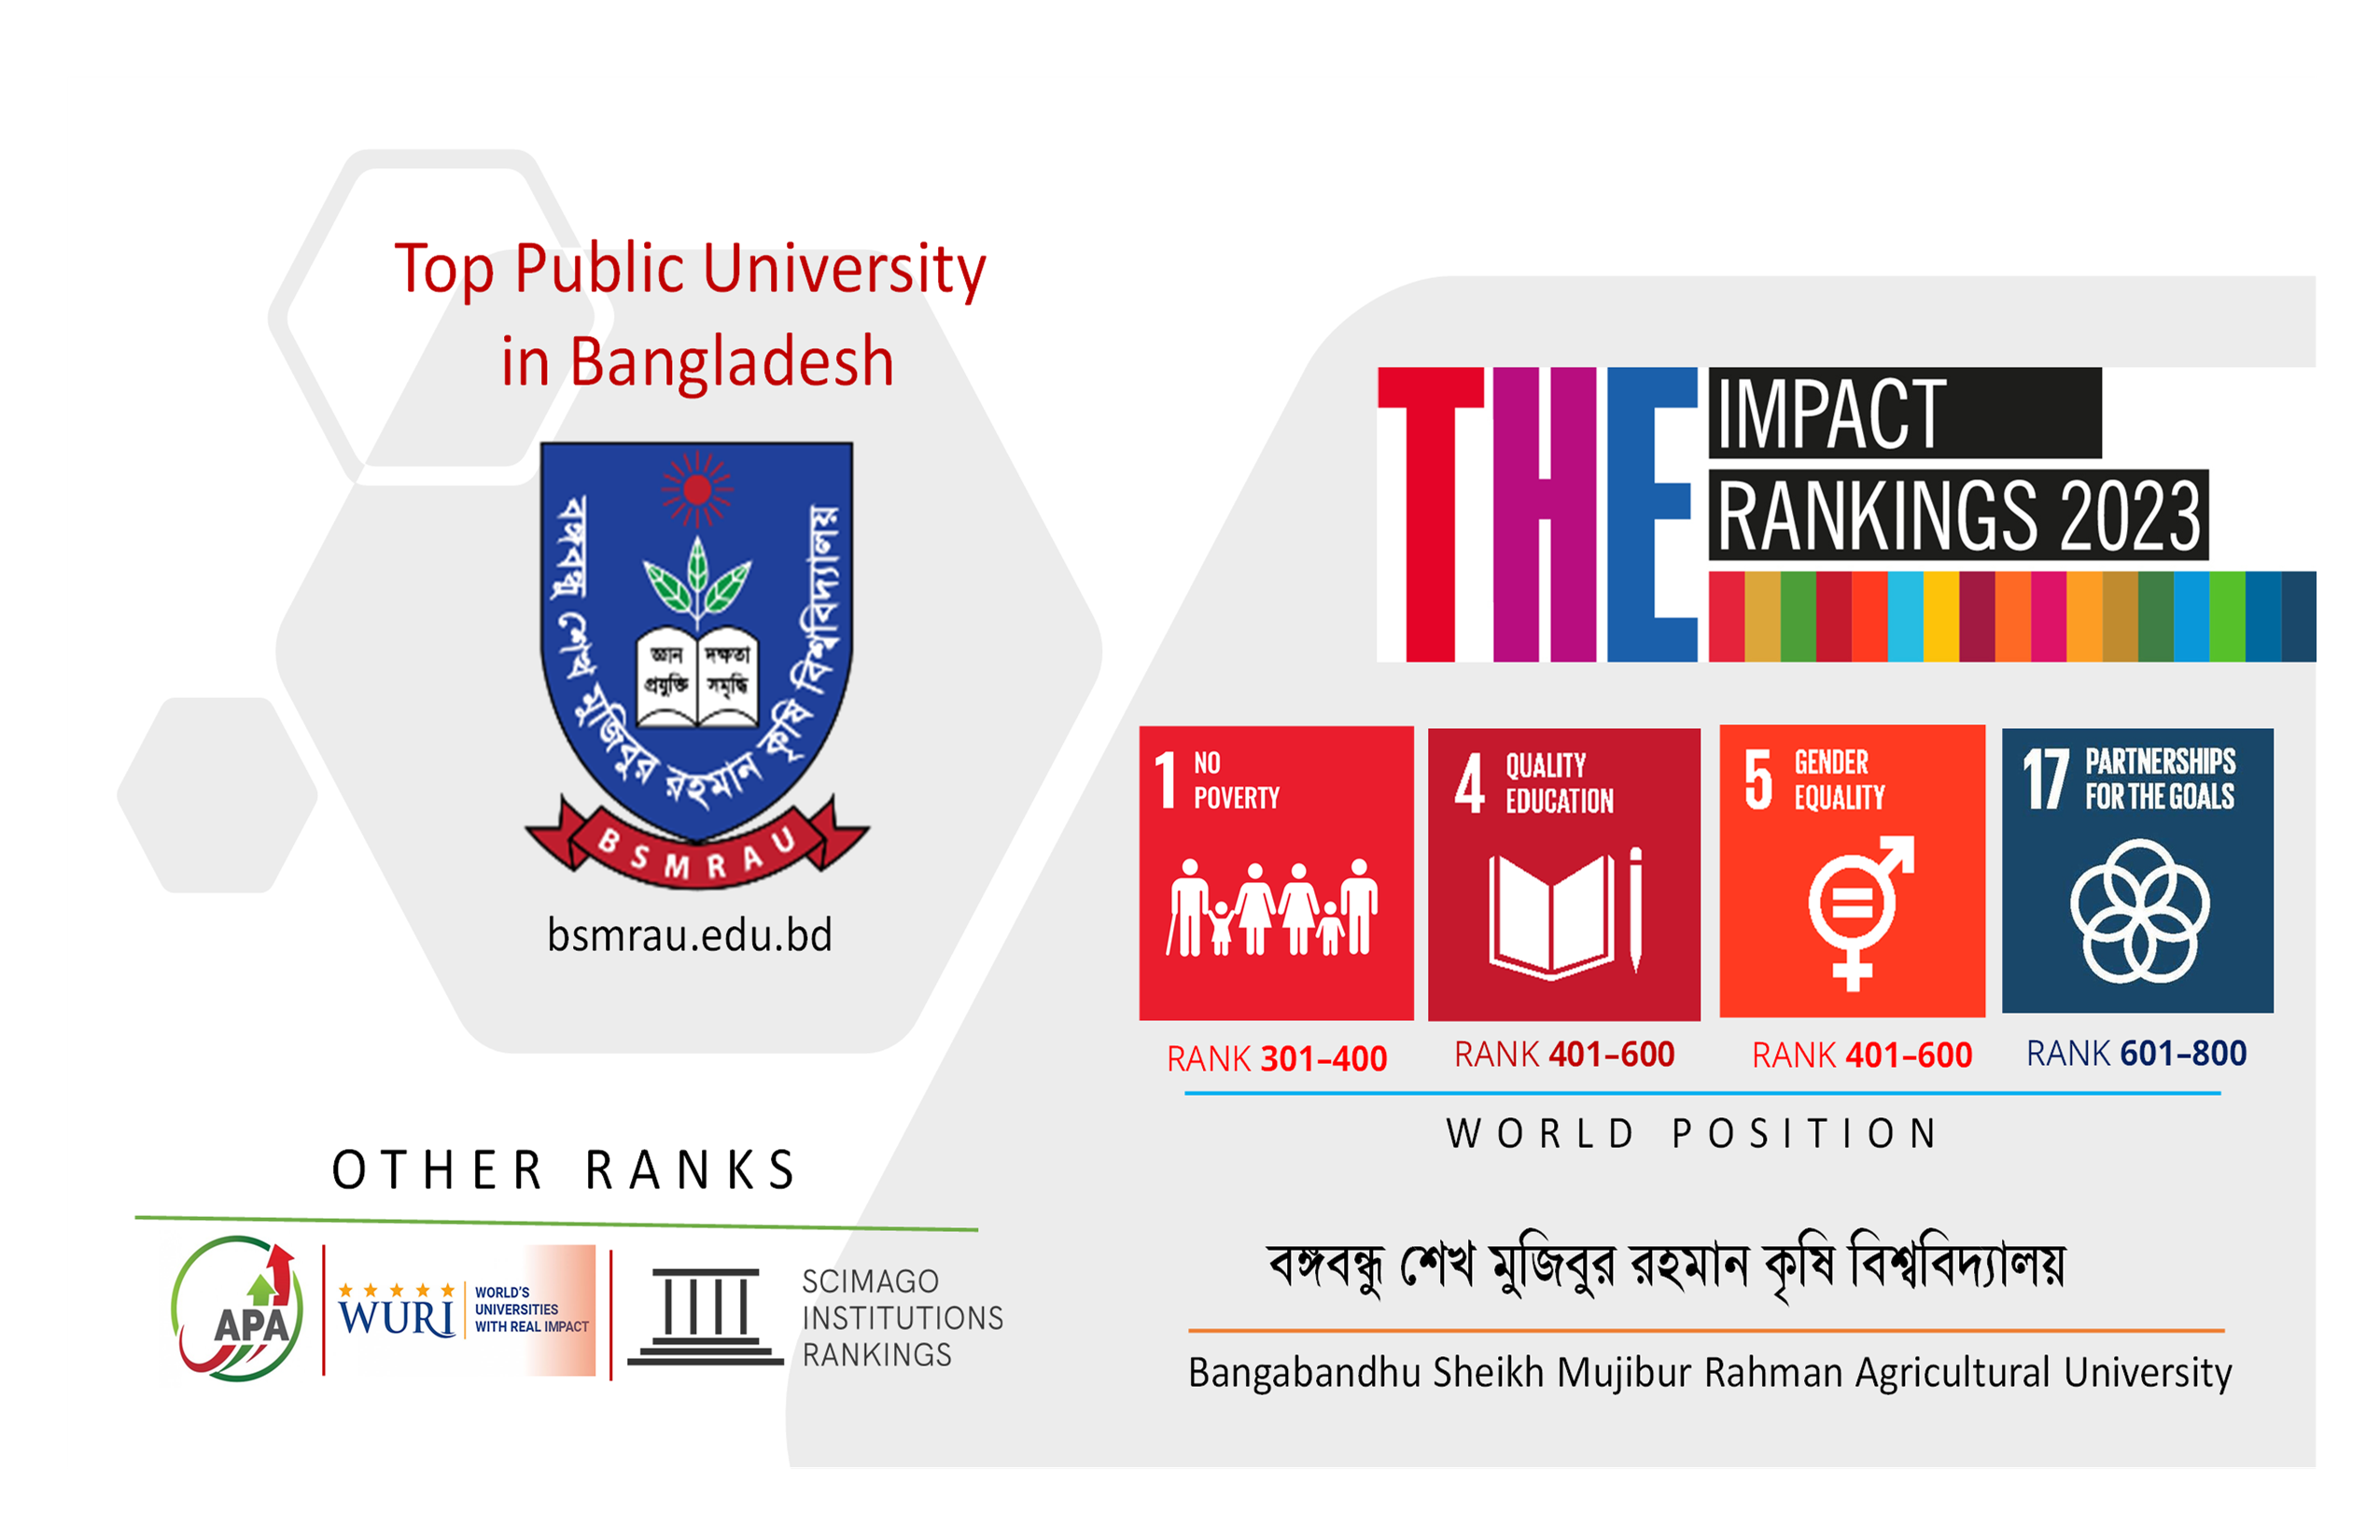 Top Public University
in Bangladesh
বঙ্গবন্ধু শেখ মুজিবুর রহমান কৃষি বিশ্ববিদ্যালয়
জ্ঞান
প্রযুক্তি
দক্ষতা
সমৃদ্ধি
BSMRAU
bsmrau.edu.bd
OTHER RANKS
APA
WURI
WORLD'S
UNIVERSITIES
WITH REAL IMPACT
SCIMAGO
INSTITUTIONS
RANKINGS
THE
IMPACT
RANKINGS 2023
1 NO
POVERTY
RANK 301–400
4 QUALITY
EDUCATION
RANK 401–600
5 GENDER
EQUALITY
RANK 401–600
17 PARTNERSHIPS
FOR THE GOALS
RANK 601–800
WORLD POSITION
বঙ্গবন্ধু শেখ মুজিবুর রহমান কৃষি বিশ্ববিদ্যালয়
Bangabandhu Sheikh Mujibur Rahman Agricultural University